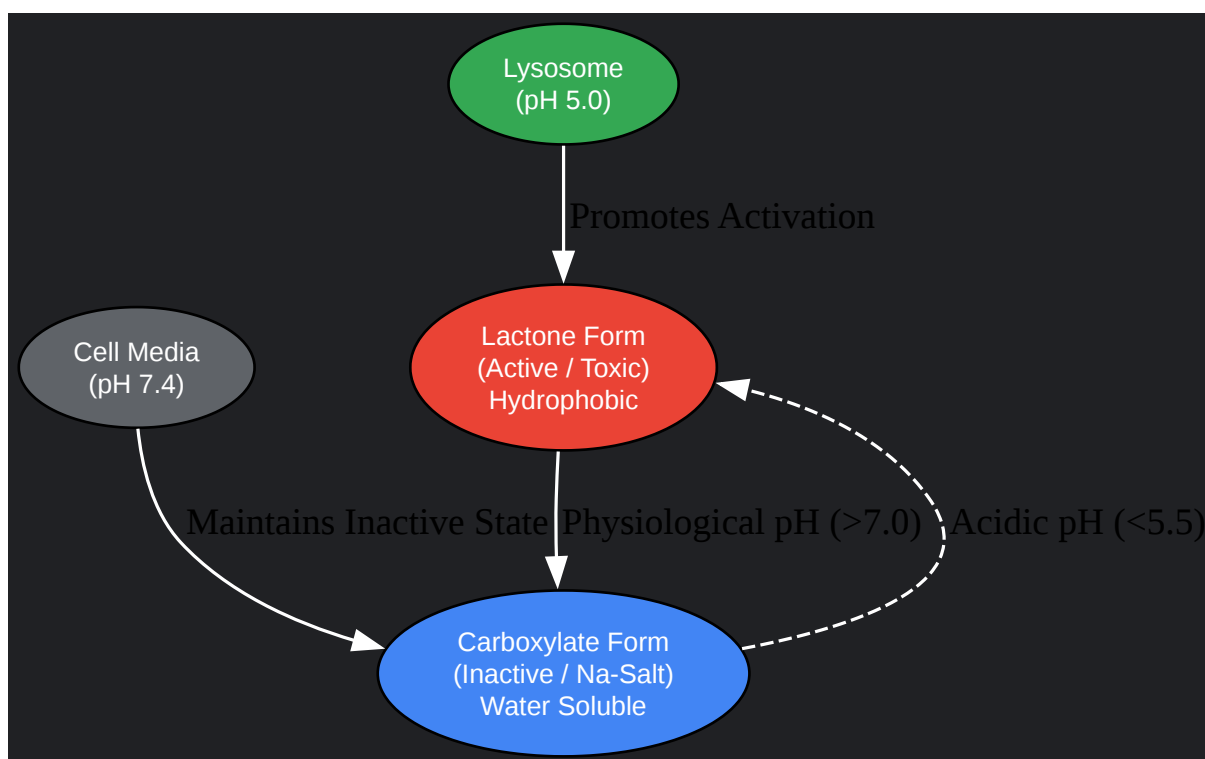 Lysosome
(pH 5.0)
Promotes Activation
Lactone Form
(Active / Toxic)
Hydrophobic
Cell Media
(pH 7.4)
Maintains Inactive State
Physiological pH (>7.0)
Acidic pH (<5.5)
Carboxylate Form
(Inactive / Na-Salt)
Water Soluble